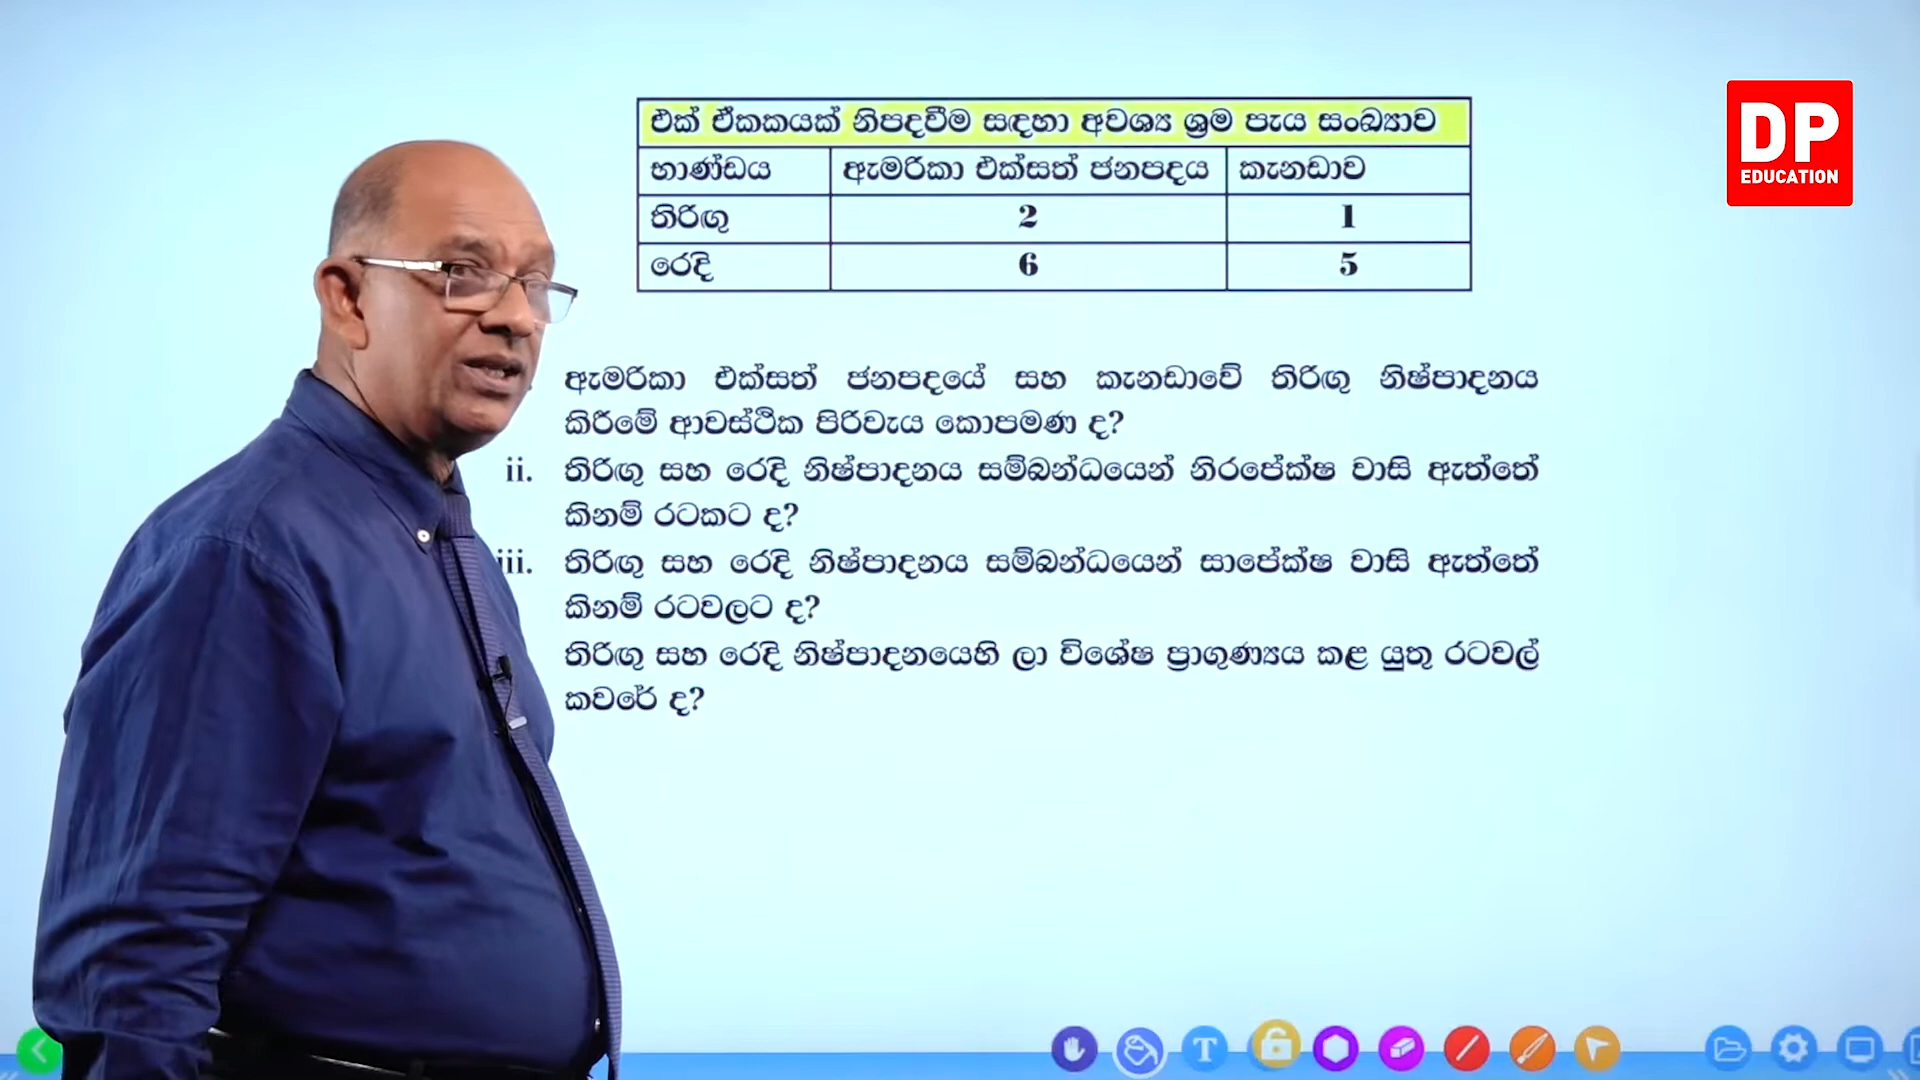 එක් ඒකකයක් නිපදවීම සඳහා අවශ්‍ය ශ්‍රම පැය සංඛ්‍යාව
භාණ්ඩය ඇමරිකා එක්සත් ජනපදය කැනඩාව
තිරිඟු 2 1
රෙදි 6 5
DP
EDUCATION
ඇමරිකා එක්සත් ජනපදයේ සහ කැනඩාවේ තිරිඟු නිෂ්පාදනය
කිරීමේ ආවස්ථික පිරිවැය කොපමණ ද?
ii. තිරිඟු සහ රෙදි නිෂ්පාදනය සම්බන්ධයෙන් නිරපේක්ෂ වාසි ඇත්තේ
කිනම් රටකට ද?
iii. තිරිඟු සහ රෙදි නිෂ්පාදනය සම්බන්ධයෙන් සාපේක්ෂ වාසි ඇත්තේ
කිනම් රටවලට ද?
තිරිඟු සහ රෙදි නිෂ්පාදනයෙහි ලා විශේෂ ප්‍රාගුණ්‍යය කළ යුතු රටවල්
කවරේ ද?
T